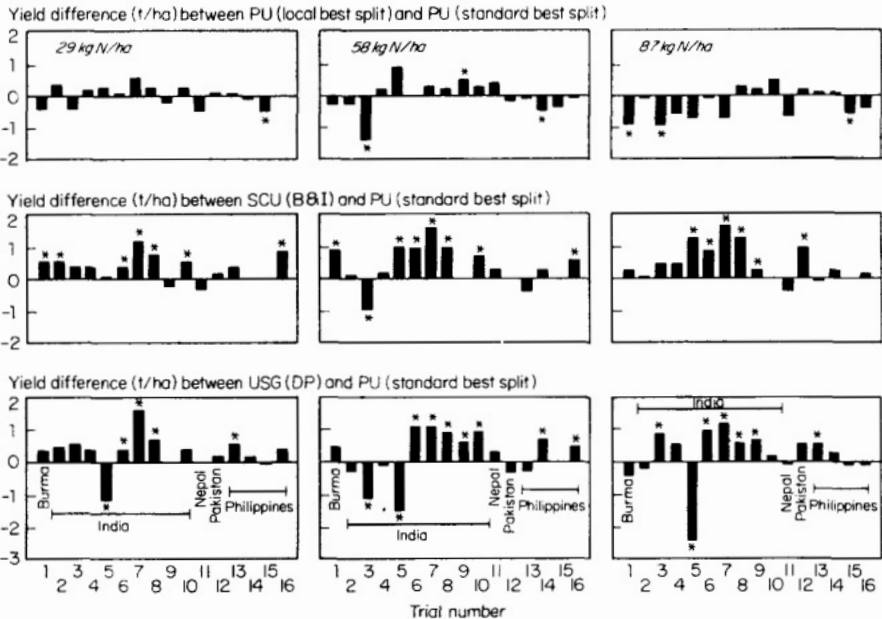 Yield difference (t/ha) between PU (local best split) and PU (standard best split)
2
1
0
-1
-2
29 kg N/ha
58 kg N/ha
87 kg N/ha
* * * * * *
Yield difference (t/ha) between SCU (B&I) and PU (standard best split)
2
1
0
-1
-2
* * * * * * *
* * * * * * * *
* * * * * *
Yield difference (t/ha) between USG (DP) and PU (standard best split)
2
1
0
-1
-2
-3
* * * * *
Burma
India
Nepal
Pakistan
Philippines
* * * * * * * * *
Burma
India
Nepal
Pakistan
Philippines
India
* * * * * * *
Burma
Nepal
Pakistan
Philippines
1 2 3 4 5 6 7 8 9 10 11 12 13 14 15 16
1 2 3 4 5 6 7 8 9 10 11 12 13 14 15 16
1 2 3 4 5 6 7 8 9 10 11 12 13 14 15 16
Trial number